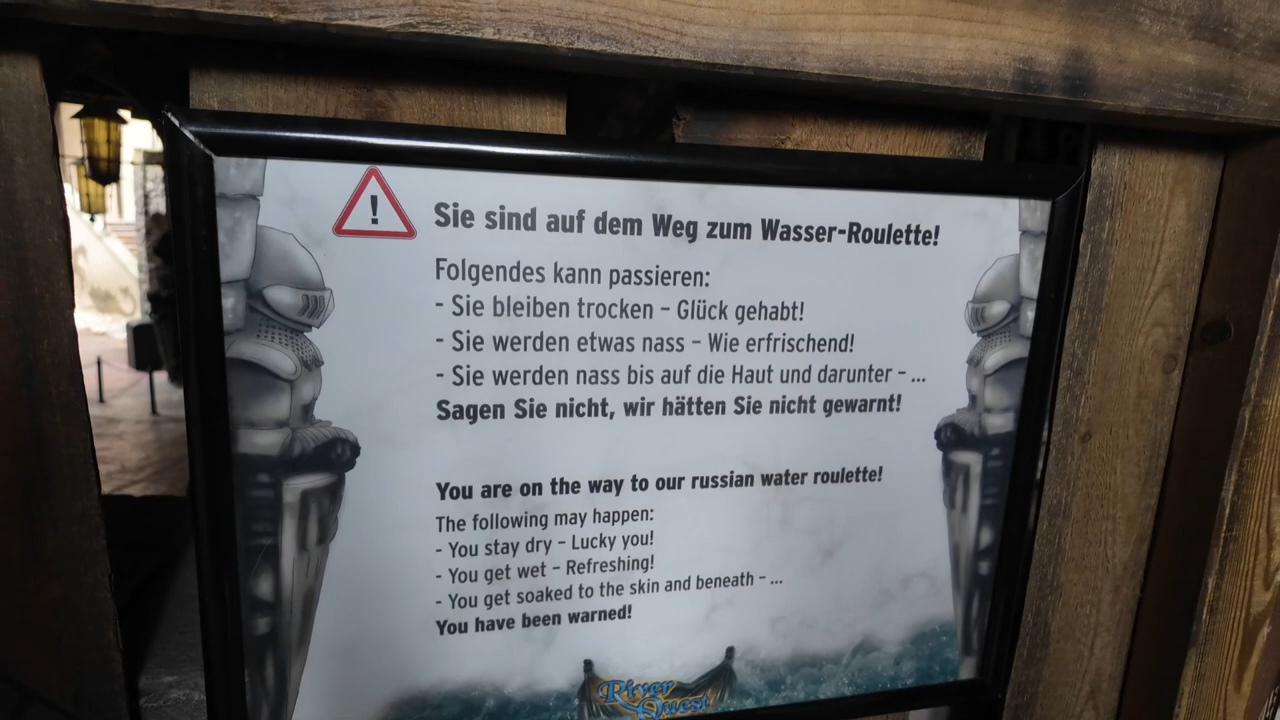 !
Sie sind auf dem Weg zum Wasser-Roulette!
Folgendes kann passieren:
- Sie bleiben trocken – Glück gehabt!
- Sie werden etwas nass – Wie erfrischend!
- Sie werden nass bis auf die Haut und darunter – ...
Sagen Sie nicht, wir hätten Sie nicht gewarnt!
You are on the way to our russian water roulette!
The following may happen:
- You stay dry – Lucky you!
- You get wet – Refreshing!
- You get soaked to the skin and beneath – ...
You have been warned!
River
Quest